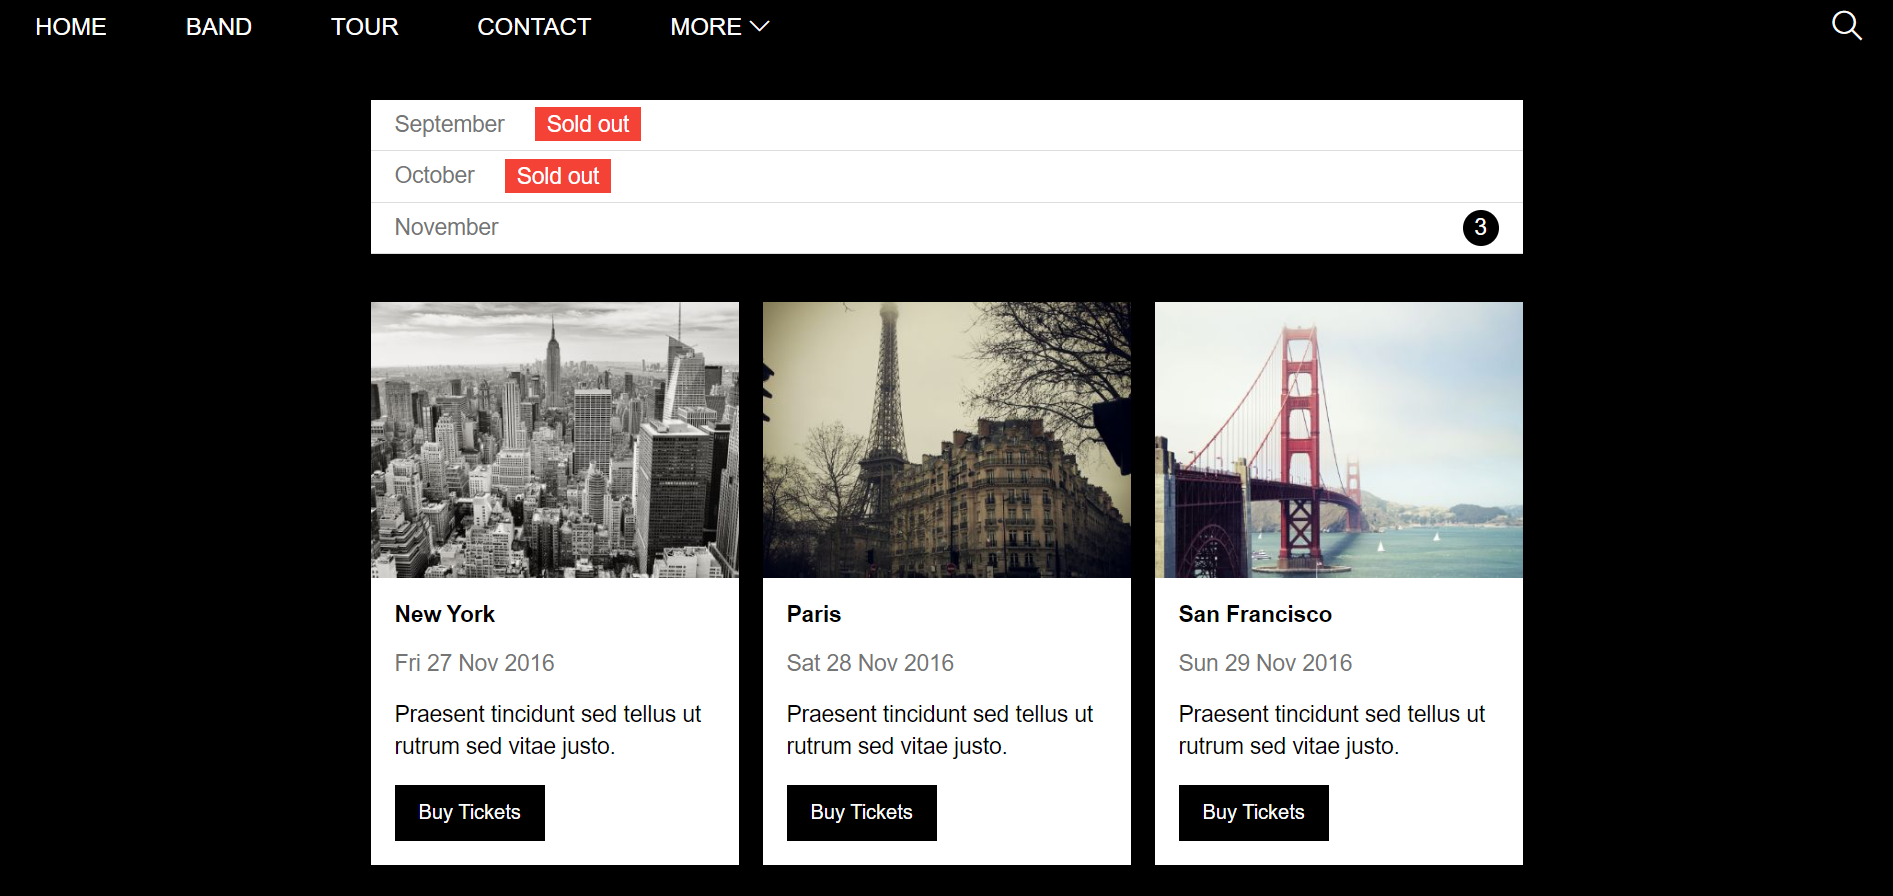 HOME BAND TOUR CONTACT MORE
September Sold out
October Sold out
November 3
New York
Fri 27 Nov 2016
Praesent tincidunt sed tellus ut
rutrum sed vitae justo.
Buy Tickets
Paris
Sat 28 Nov 2016
Praesent tincidunt sed tellus ut
rutrum sed vitae justo.
Buy Tickets
San Francisco
Sun 29 Nov 2016
Praesent tincidunt sed tellus ut
rutrum sed vitae justo.
Buy Tickets